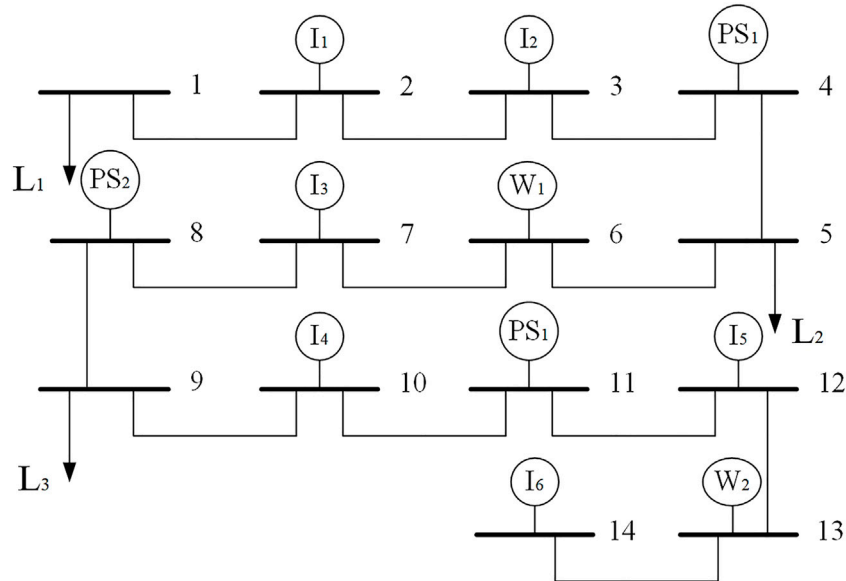 I₁ I₂ PS₁
1 2 3 4
L₁ PS₂ I₃ W₁
8 7 6 5
I₄ PS₁ I₅ L₂
9 10 11 12
L₃ I₆ W₂
14 13